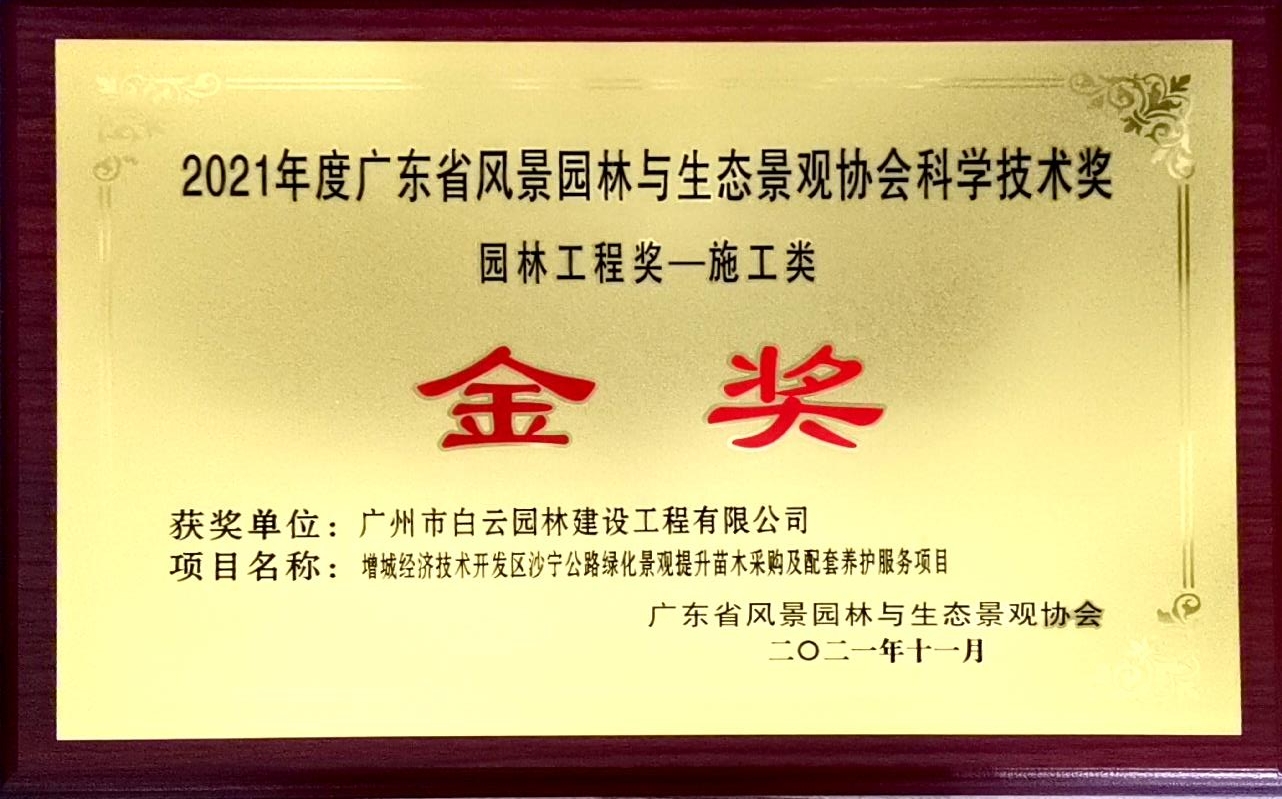 2021年度广东省风景园林与生态景观协会科学技术奖
园林工程奖—施工类
金奖
获奖单位：广州市白云园林建设工程有限公司
项目名称：增城经济技术开发区沙宁公路绿化景观提升苗木采购及配套养护服务项目
广东省风景园林与生态景观协会
二〇二一年十一月